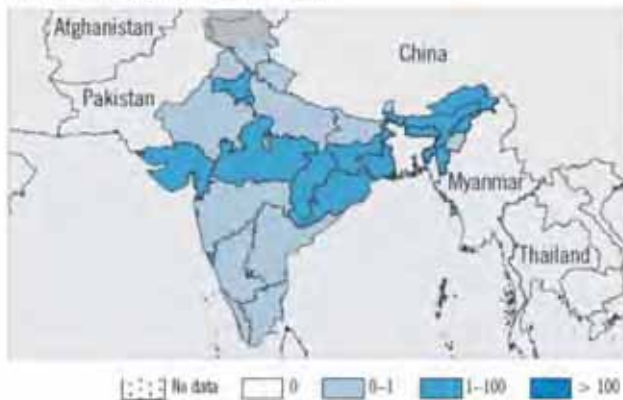 Afghanistan
China
Pakistan
Myanmar
Thailand
No data 0 0–1 1–100 > 100